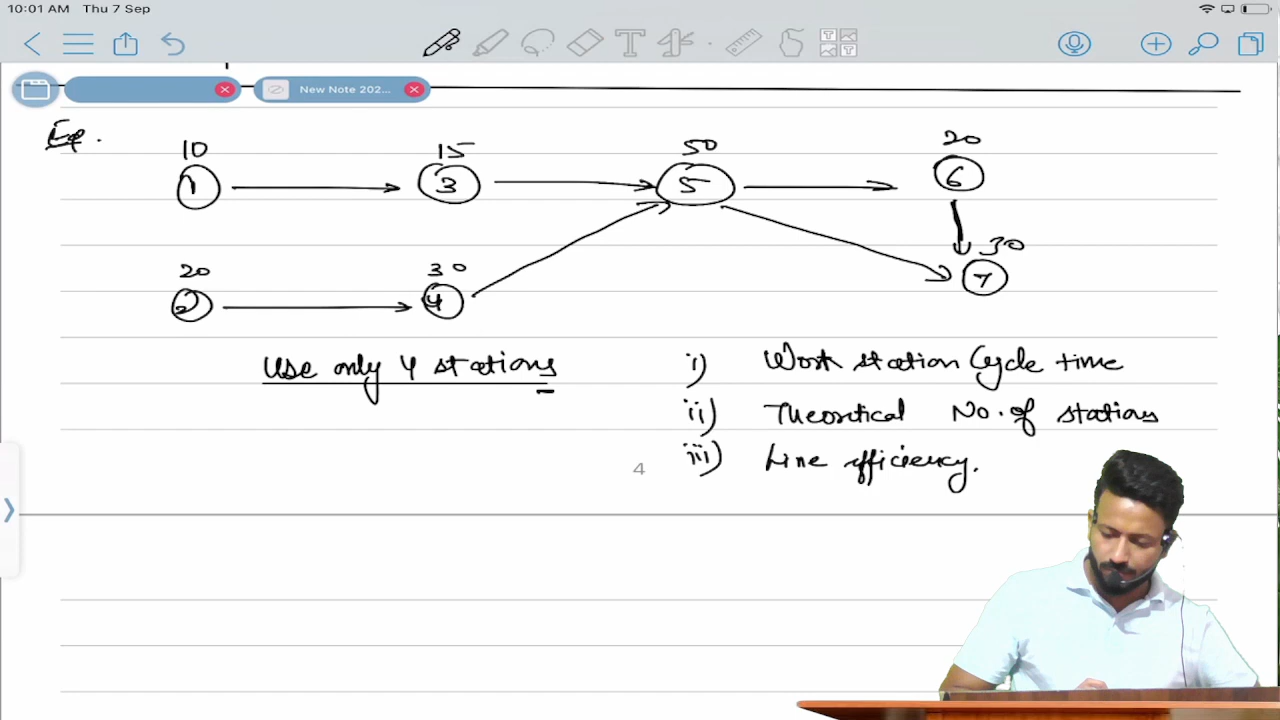 10:01 AM Thu 7 Sep
New Note 202...
Ex.
10 15 50 20
1 3 5 6
20 30 30
2 4 7
Use only 4 stations
i) Work station Cycle time
ii) Theoretical No. of stations
iii) Line efficiency.
4